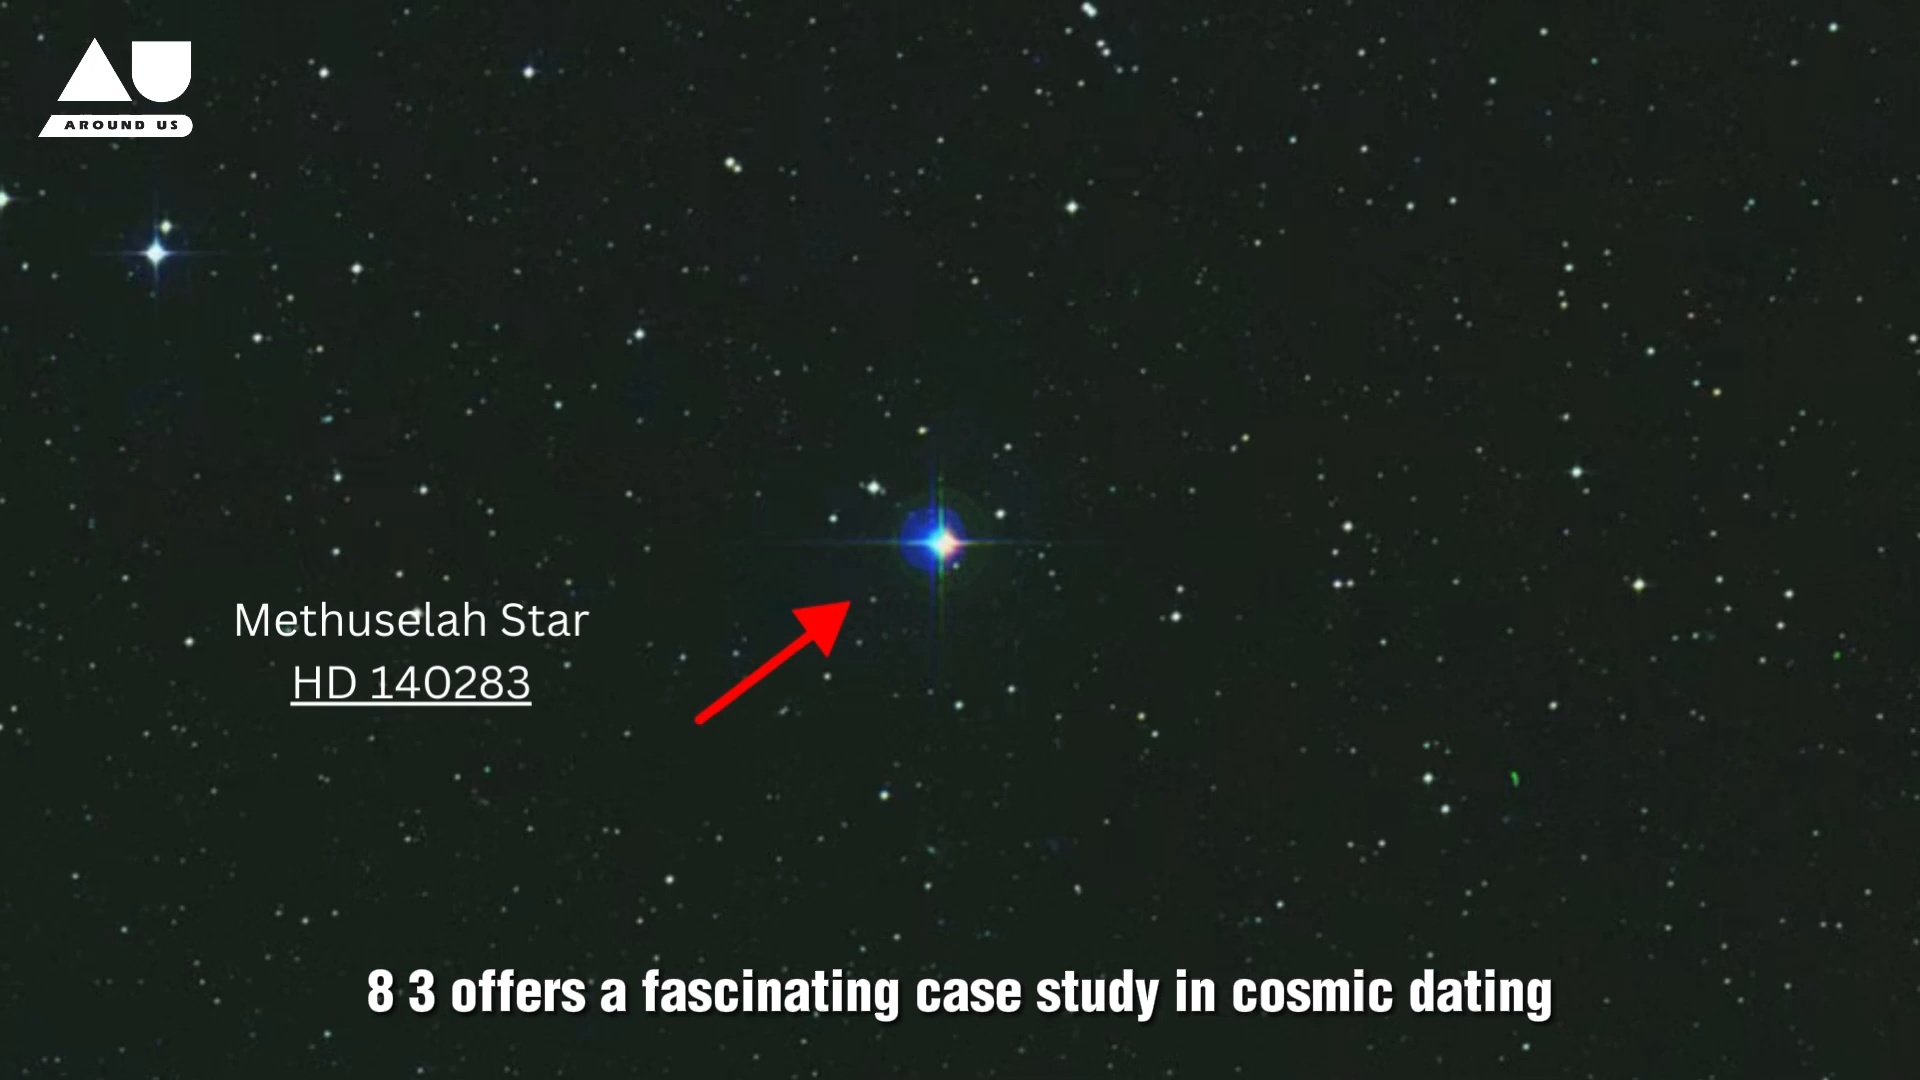 AROUND US
Methuselah Star
HD 140283
8 3 offers a fascinating case study in cosmic dating